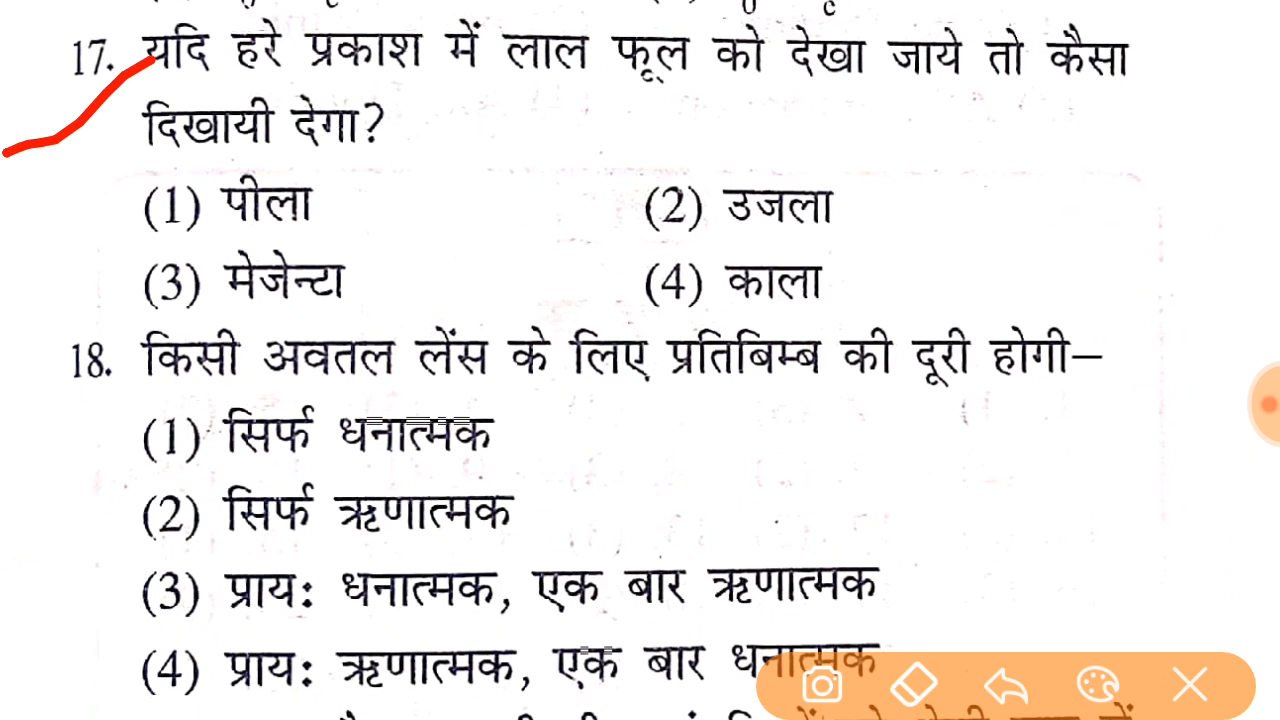 17. यदि हरे प्रकाश में लाल फूल को देखा जाये तो कैसा
दिखायी देगा?
(1) पीला (2) उजला
(3) मेजेन्टा (4) काला
18. किसी अवतल लेंस के लिए प्रतिबिम्ब की दूरी होगी–
(1) सिर्फ धनात्मक
(2) सिर्फ ऋणात्मक
(3) प्राय: धनात्मक, एक बार ऋणात्मक
(4) प्राय: ऋणात्मक, एक बार धनात्मक